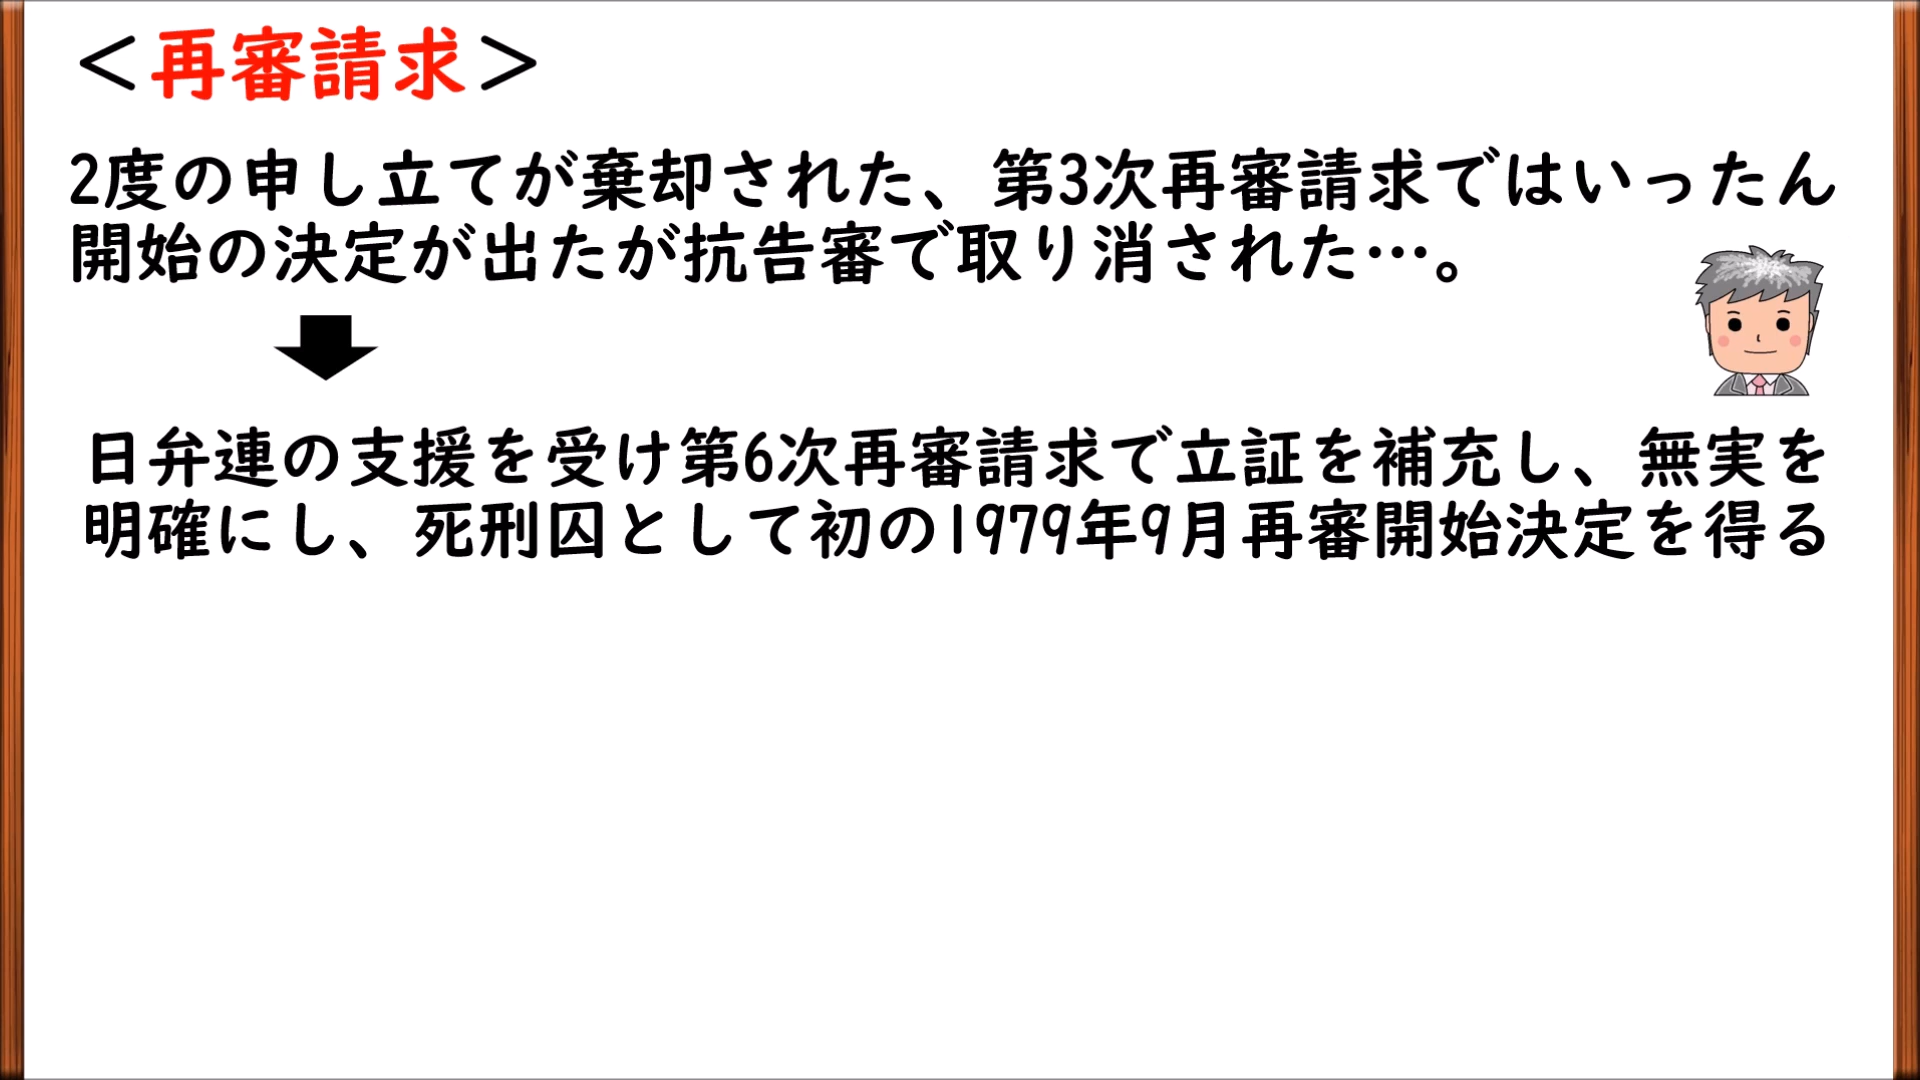 ＜再審請求＞
2度の申し立てが棄却された、第3次再審請求ではいったん
開始の決定が出たが抗告審で取り消された…。
日弁連の支援を受け第6次再審請求で立証を補充し、無実を
明確にし、死刑囚として初の1979年9月再審開始決定を得る